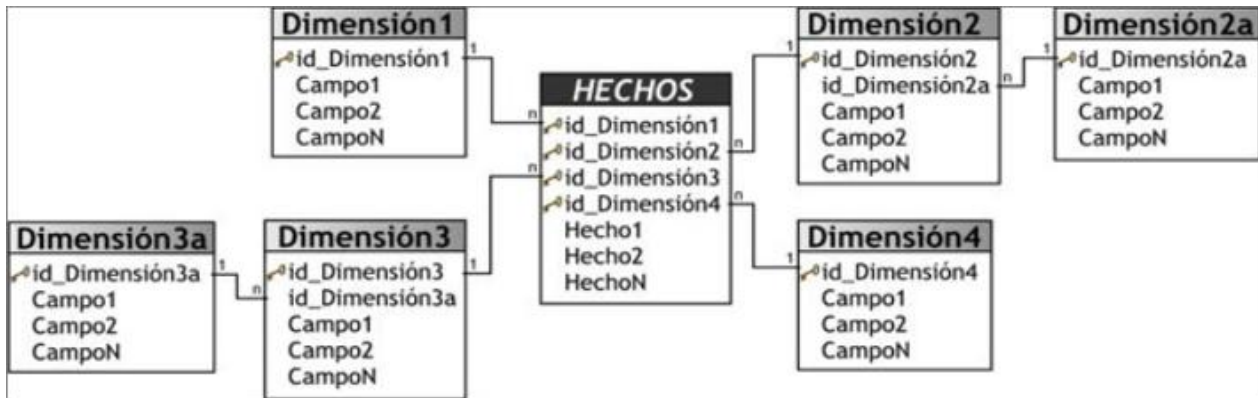 Dimensión1
1
id_Dimensión1
Campo1
Campo2
CampoN
HECHOS
n
id_Dimensión1
id_Dimensión2
n
n
id_Dimensión3
id_Dimensión4
n
Hecho1
Hecho2
HechoN
Dimensión2
1
id_Dimensión2
id_Dimensión2a
n
Campo1
Campo2
CampoN
Dimensión2a
1
id_Dimensión2a
Campo1
Campo2
CampoN
Dimensión3a
id_Dimensión3a
1
Campo1
Campo2
CampoN
Dimensión3
id_Dimensión3
1
n
id_Dimensión3a
Campo1
Campo2
CampoN
Dimensión4
1
id_Dimensión4
Campo1
Campo2
CampoN